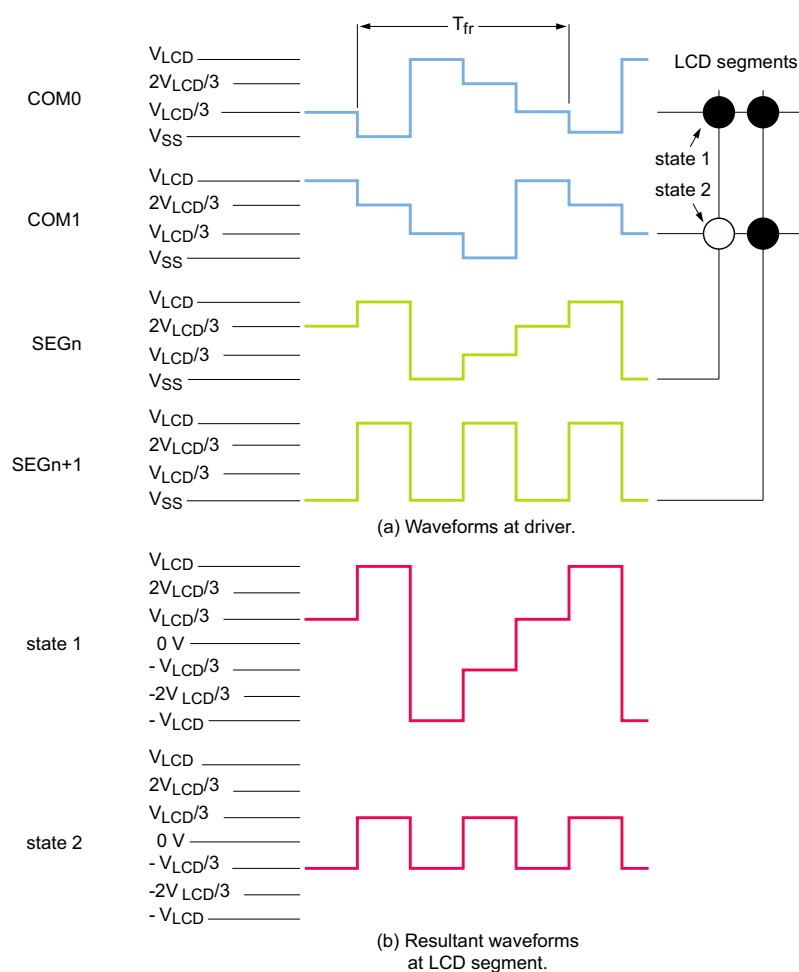 T_fr
V_LCD
2V_LCD/3
LCD segments
COM0
V_LCD/3
V_SS
state 1
state 2
V_LCD
2V_LCD/3
COM1
V_LCD/3
V_SS
V_LCD
2V_LCD/3
SEGn
V_LCD/3
V_SS
V_LCD
2V_LCD/3
SEGn+1
V_LCD/3
V_SS
(a) Waveforms at driver.
V_LCD
2V_LCD/3
V_LCD/3
state 1
0 V
- V_LCD/3
-2V_LCD/3
- V_LCD
V_LCD
2V_LCD/3
V_LCD/3
state 2
0 V
- V_LCD/3
-2V_LCD/3
- V_LCD
(b) Resultant waveforms
at LCD segment.